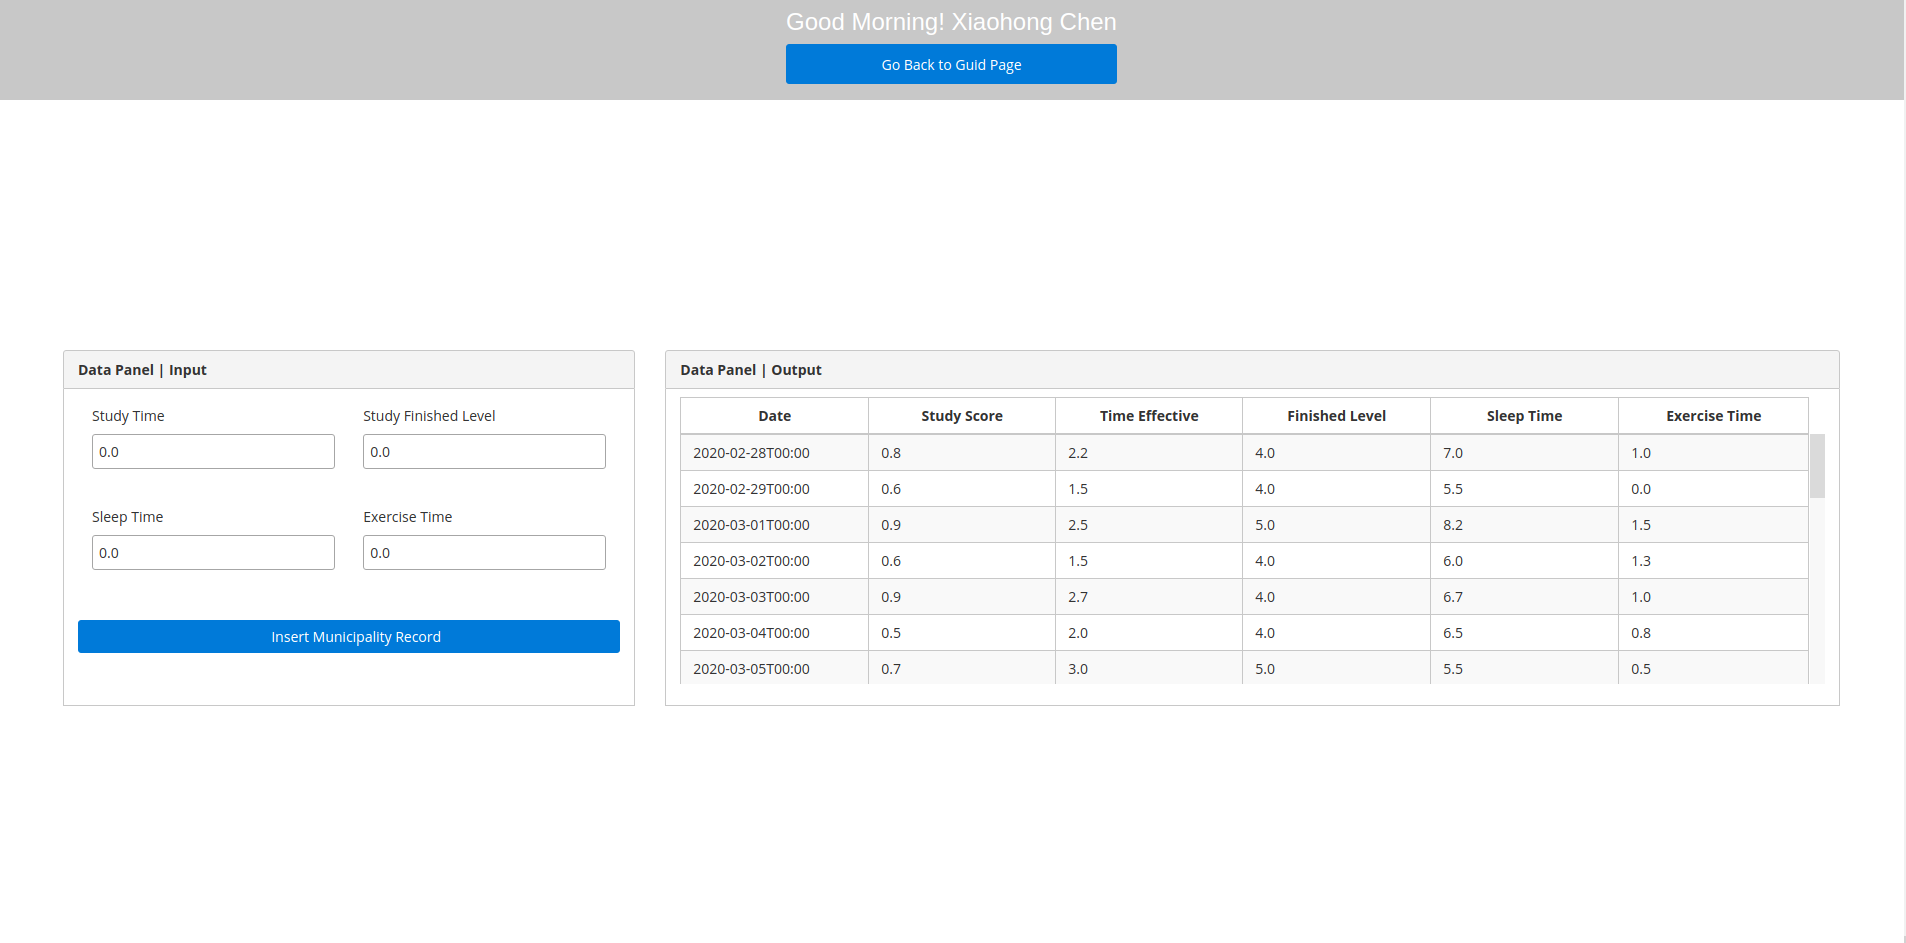 Good Morning! Xiaohong Chen
Go Back to Guid Page
Data Panel | Input
Study Time
Study Finished Level
0.0
0.0
Sleep Time
Exercise Time
0.0
0.0
Insert Municipality Record
Data Panel | Output
Date Study Score Time Effective Finished Level Sleep Time Exercise Time
2020-02-28T00:00 0.8 2.2 4.0 7.0 1.0
2020-02-29T00:00 0.6 1.5 4.0 5.5 0.0
2020-03-01T00:00 0.9 2.5 5.0 8.2 1.5
2020-03-02T00:00 0.6 1.5 4.0 6.0 1.3
2020-03-03T00:00 0.9 2.7 4.0 6.7 1.0
2020-03-04T00:00 0.5 2.0 4.0 6.5 0.8
2020-03-05T00:00 0.7 3.0 5.0 5.5 0.5